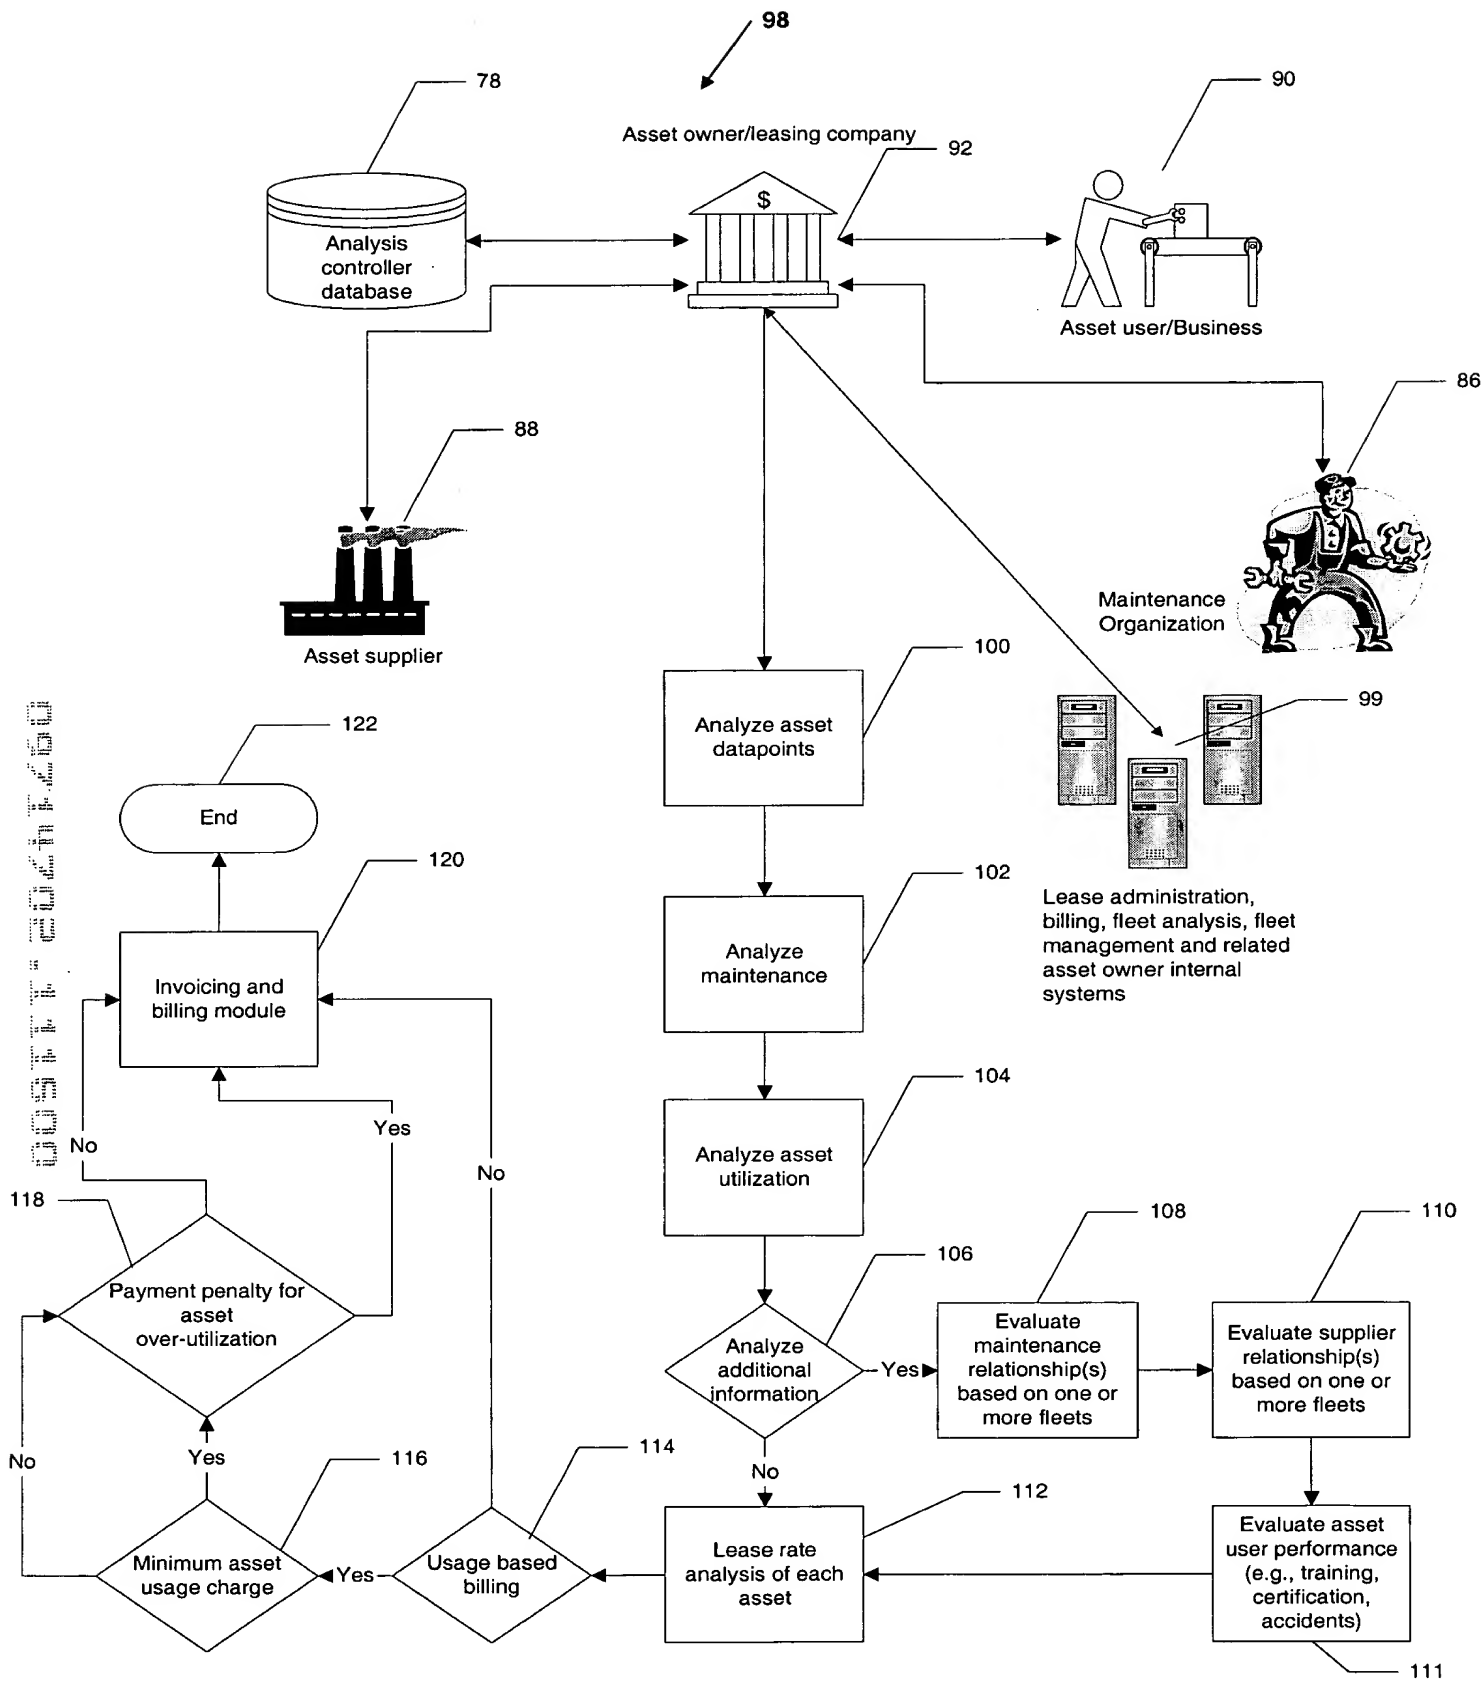 98
78
90
Asset owner/leasing company
92
$
Analysis
controller
database
Asset user/Business
86
88
Maintenance
Organization
Asset supplier
100
99
122
Analyze asset
datapoints
End
120
102
Lease administration,
billing, fleet analysis, fleet
management and related
asset owner internal
systems
Analyze
maintenance
Invoicing and
billing module
104
Yes
No
Analyze asset
utilization
No
118
108
110
106
Payment penalty for
asset
over-utilization
Evaluate
maintenance
relationship(s)
based on one or
more fleets
Evaluate supplier
relationship(s)
based on one or
more fleets
Analyze
additional
information
Yes
No
Yes
116
114
No
112
Minimum asset
usage charge
Yes
Usage based
billing
Lease rate
analysis of each
asset
Evaluate asset
user performance
(e.g., training,
certification,
accidents)
111